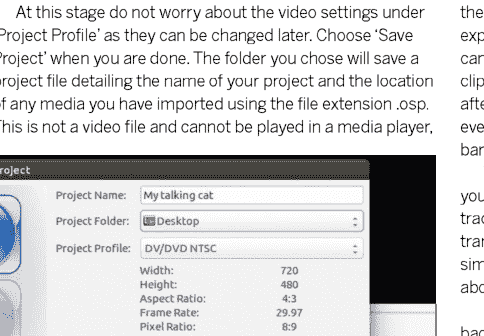 At this stage do not worry about the video settings under
'Project Profile' as they can be changed later. Choose 'Save
Project' when you are done. The folder you chose will save a
project file detailing the name of your project and the location
of any media you have imported using the file extension .osp.
This is not a video file and cannot be played in a media player,
roject
Project Name: My talking cat
Project Folder: Desktop
Project Profile: DV/DVD NTSC
Width: 720
Height: 480
Aspect Ratio: 4:3
Frame Rate: 29.97
Pixel Ratio: 8:9
the
exp
can
clip
afte
eve
bar
you
trac
tran
sim
abo